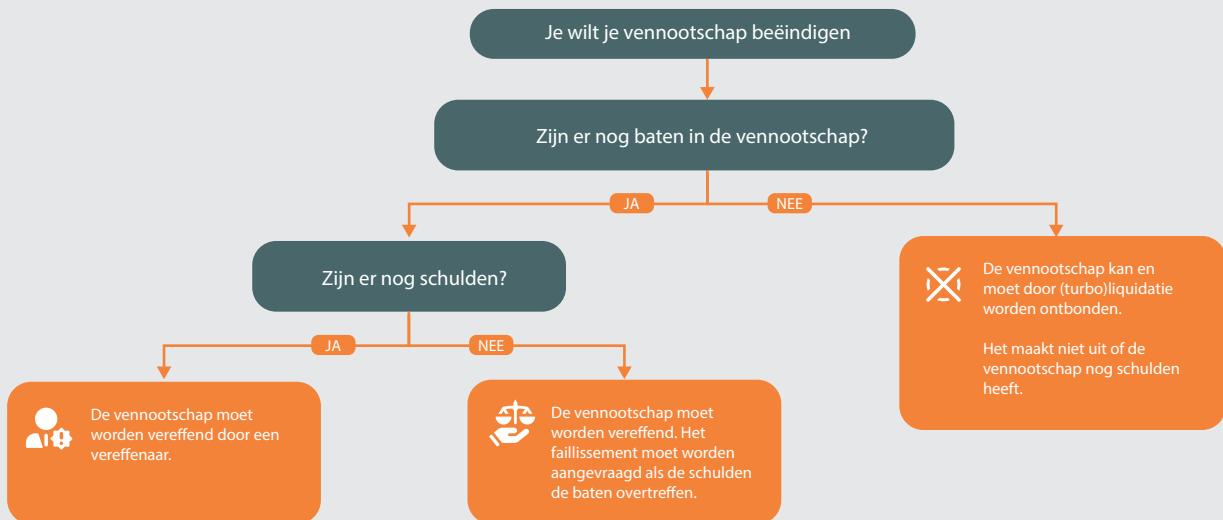 Je wilt je vennootschap beëindigen
Zijn er nog baten in de vennootschap?
JA
NEE
Zijn er nog schulden?
De vennootschap kan en
moet door (turbo)liquidatie
worden ontbonden.
Het maakt niet uit of de
vennootschap nog schulden
heeft.
JA
NEE
De vennootschap moet
worden vereffend door een
vereffenaar.
De vennootschap moet
worden vereffend. Het
faillissement moet worden
aangevraagd als de schulden
de baten overtreffen.